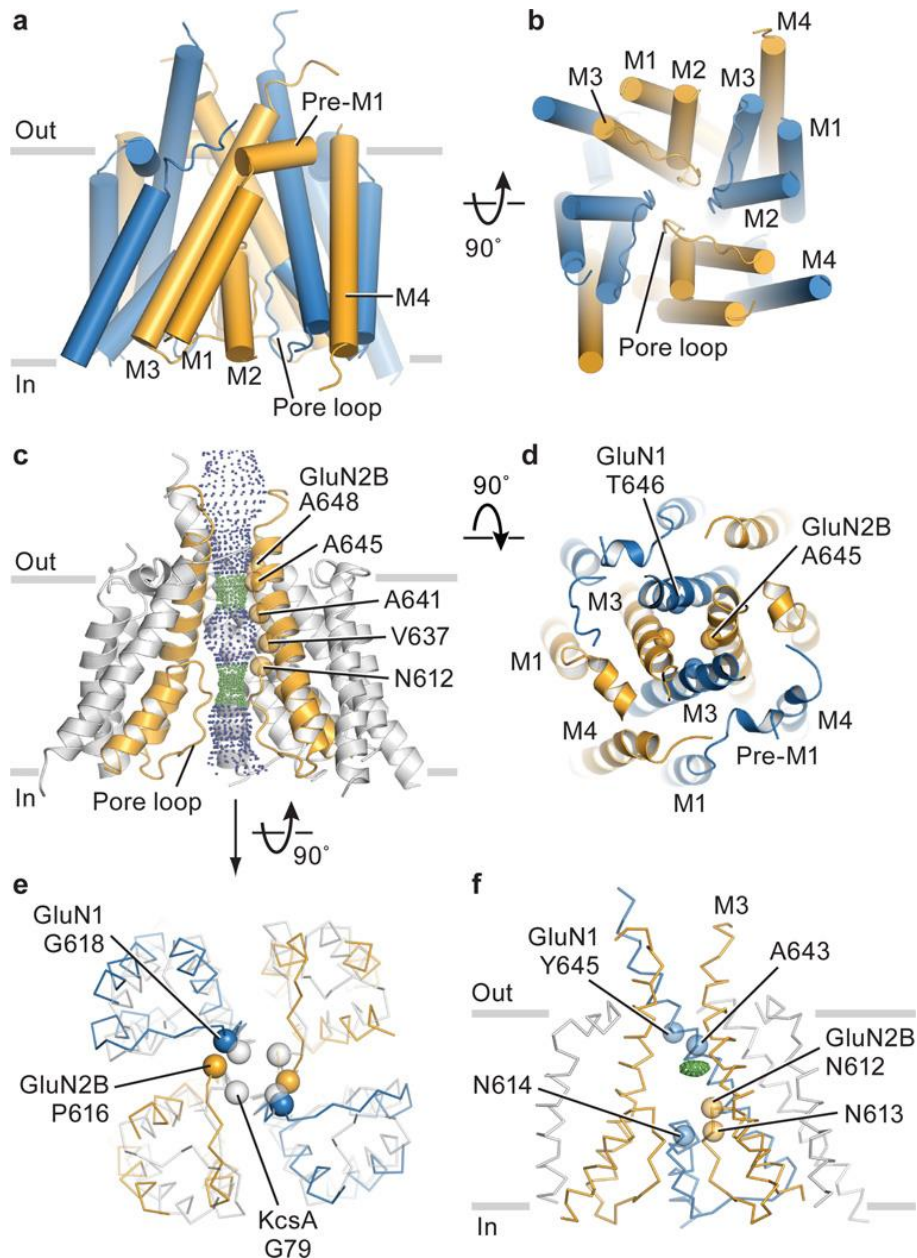 a
Pre-M1
Out
M4
M3
M1
M2
Pore loop
In
90°
b
M4
M1
M2
M3
M3
M1
M2
M4
Pore loop
c
GluN2B
A648
Out
A645
A641
V637
N612
Pore loop
In
90°
d
90°
GluN1
T646
GluN2B
A645
M3
M1
M3
M4
M4
Pre-M1
M1
e
GluN1
G618
GluN2B
P616
KcsA
G79
f
M3
GluN1
Y645
A643
Out
GluN2B
N612
N614
N613
In